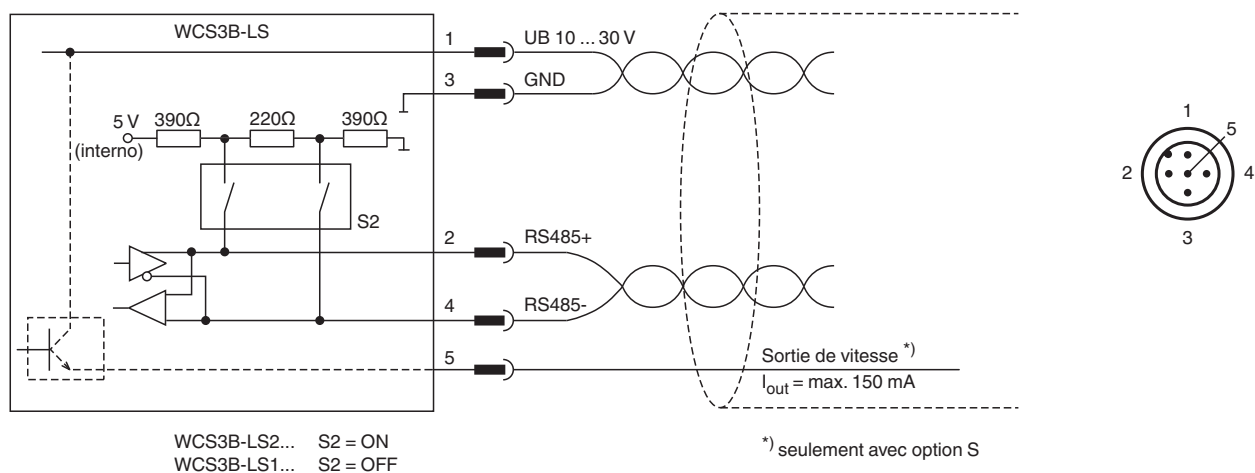 WCS3B-LS
1
UB 10 ... 30 V
3
GND
5 V
(interno)
390Ω
220Ω
390Ω
S2
2
RS485+
4
RS485-
5
Sortie de vitesse *)
Iout = max. 150 mA
WCS3B-LS2... S2 = ON
WCS3B-LS1... S2 = OFF
*) seulement avec option S
1
5
2
4
3